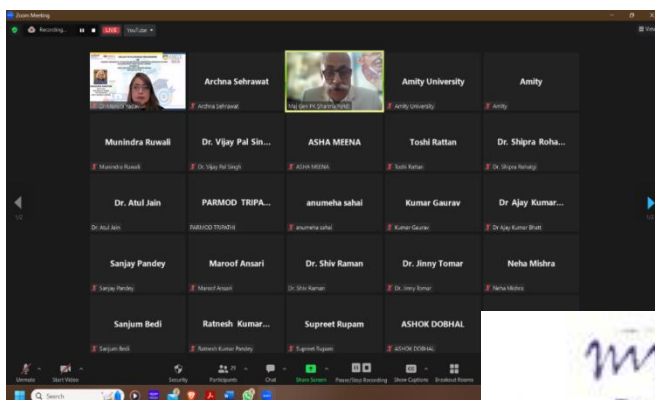 Zoom Meeting
Recording... LIVE YouTube View
Archna Sehrawat Amity University Amity
Dr. Archna Sehrawat Amity University Amity
Munindra Ruwali Dr. Vijay Pal Sin... ASHA MEENA Toshi Rattan Dr. Shipra Roha...
Munindra Ruwali Dr. Vijay Pal Singh ASHA MEENA Toshi Rattan Dr. Shipra Rohatgi
1/2 Dr. Atul Jain PARMOD TRIPA... anumeha sahai Kumar Gaurav Dr Ajay Kumar... 1/2
Dr. Atul Jain PARMOD TRIPATHI anumeha sahai Kumar Gaurav Dr Ajay Kumar Bhatt
Sanjay Pandey Maroof Ansari Dr. Shiv Raman Dr. Jinny Tomar Neha Mishra
Sanjay Pandey Maroof Ansari Dr. Shiv Raman Dr. Jinny Tomar Neha Mishra
Sanjum Bedi Ratnesh Kumar... Supreet Rupam ASHOK DOBHAL
Sanjum Bedi Ratnesh Kumar Pandey Supreet Rupam ASHOK DOBHAL
Unmute Start Video Security Participants Chat Share Screen Pause/Stop Recording Show Captions Breakout Rooms
Search